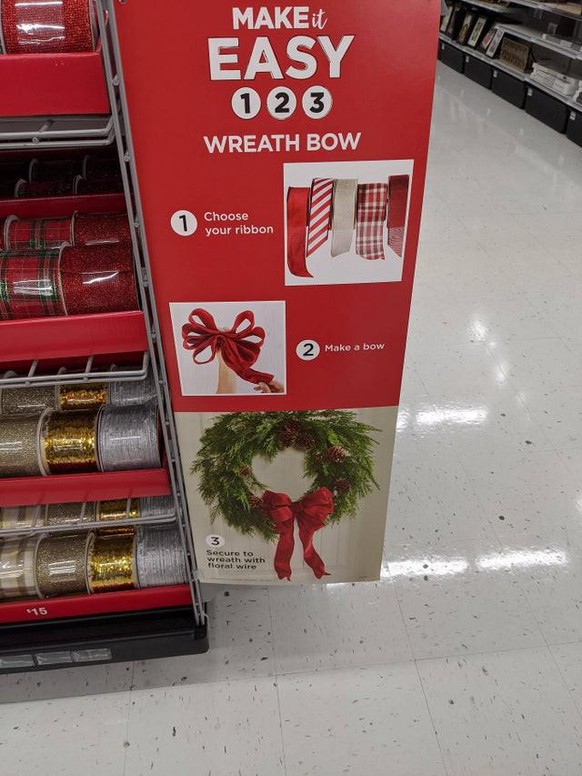 MAKE it
EASY
1 2 3
WREATH BOW
1 Choose
your ribbon
2 Make a bow
3
Secure to
wreath with
floral wire
$15